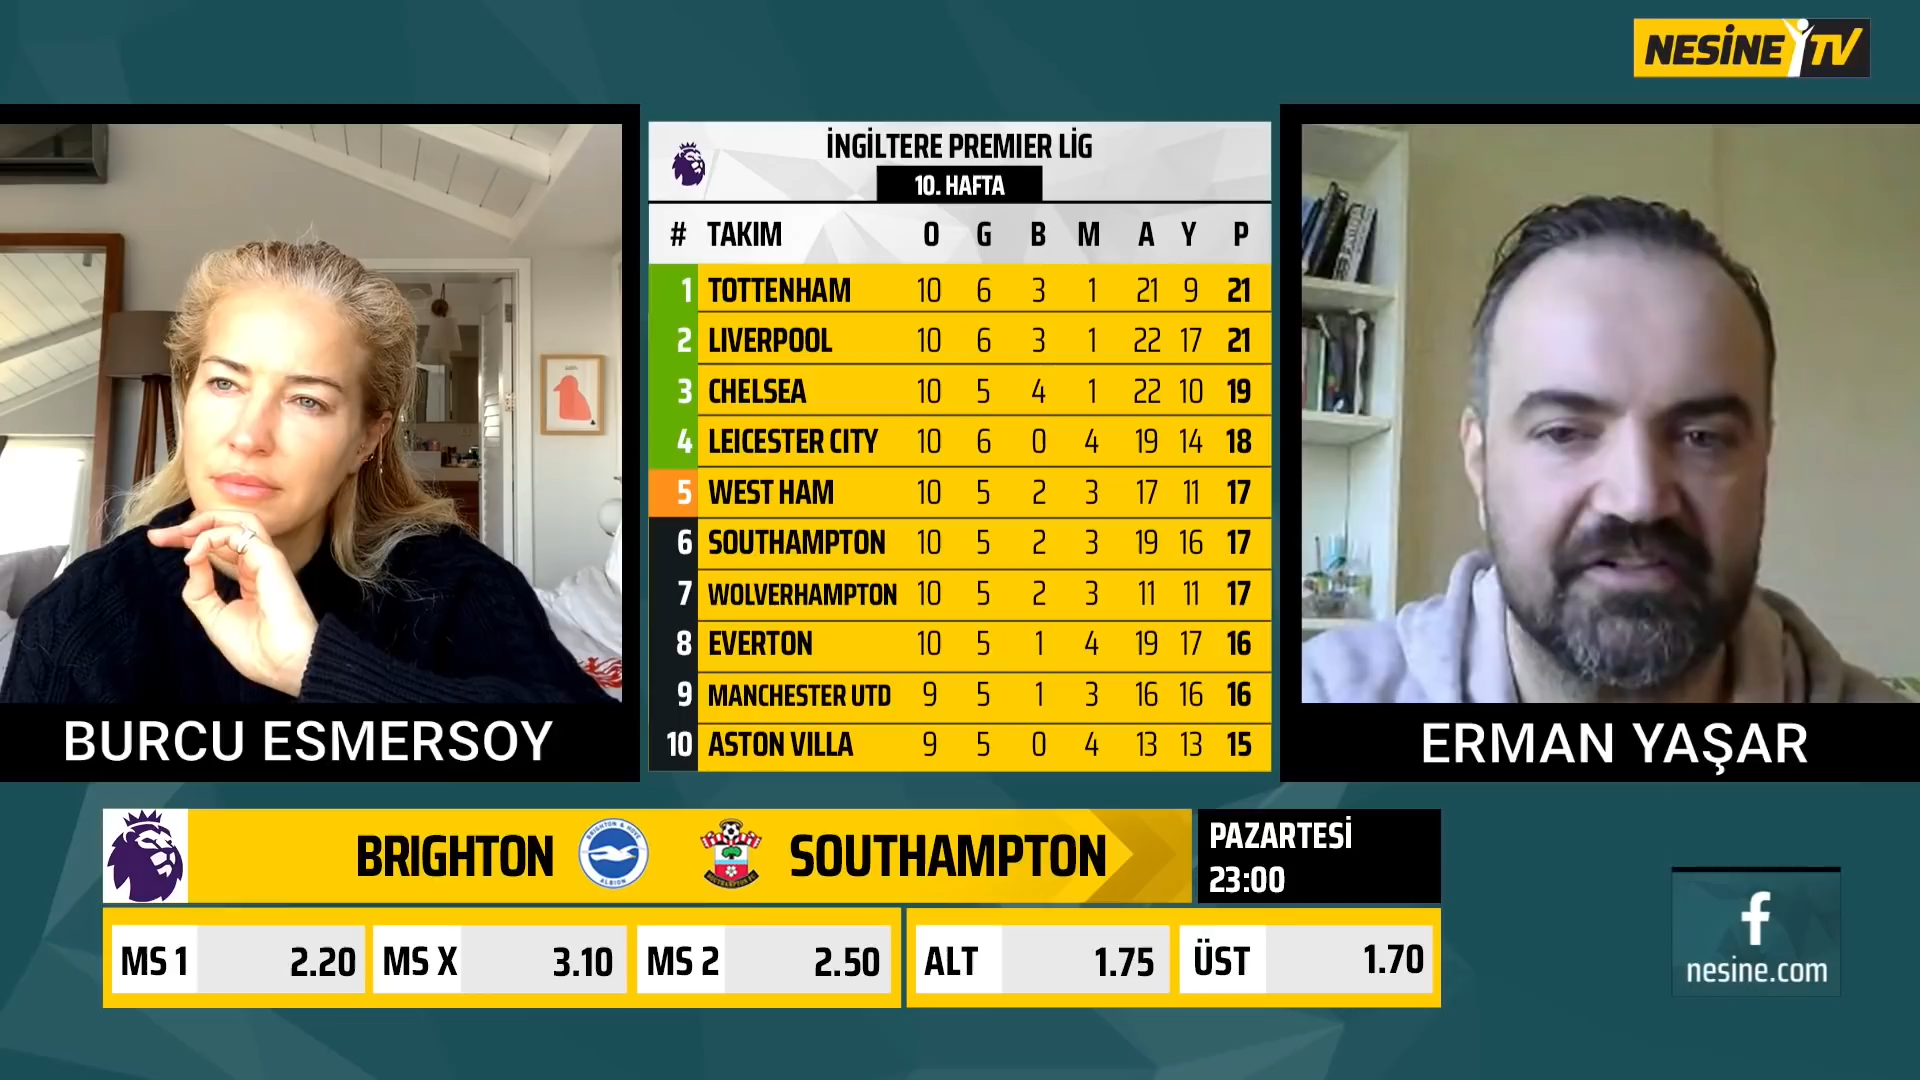 NESİNE TV
İNGİLTERE PREMIER LİG
10. HAFTA
# TAKIM O G B M A Y P
1 TOTTENHAM 10 6 3 1 21 9 21
2 LIVERPOOL 10 6 3 1 22 17 21
3 CHELSEA 10 5 4 1 22 10 19
4 LEICESTER CITY 10 6 0 4 19 14 18
5 WEST HAM 10 5 2 3 17 11 17
6 SOUTHAMPTON 10 5 2 3 19 16 17
7 WOLVERHAMPTON 10 5 2 3 11 11 17
8 EVERTON 10 5 1 4 19 17 16
9 MANCHESTER UTD 9 5 1 3 16 16 16
10 ASTON VILLA 9 5 0 4 13 13 15
BURCU ESMERSOY
ERMAN YAŞAR
BRIGHTON SOUTHAMPTON
PAZARTESİ
23:00
MS 1 2.20 MS X 3.10 MS 2 2.50 ALT 1.75 ÜST 1.70
f
nesine.com